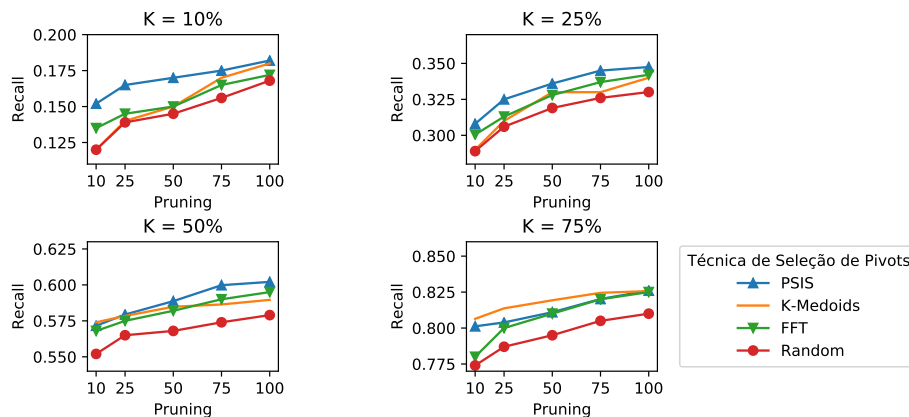 K = 10%
Recall
0.200
0.175
0.150
0.125
10 25 50 75 100
Pruning
K = 25%
Recall
0.350
0.325
0.300
10 25 50 75 100
Pruning
K = 50%
Recall
0.625
0.600
0.575
0.550
10 25 50 75 100
Pruning
K = 75%
Recall
0.850
0.825
0.800
0.775
10 25 50 75 100
Pruning
Técnica de Seleção de Pivots
PSIS
K-Medoids
FFT
Random